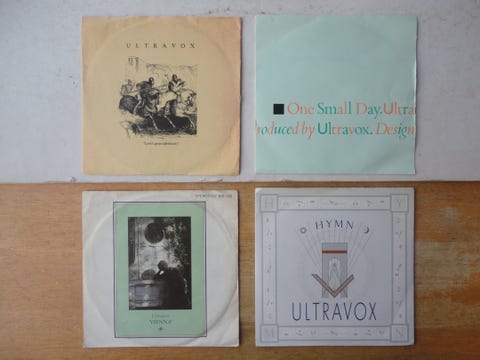 ULTRAVOX
"Love's great adventure"
One Small Day. Ultra
roduced by Ultravox. Design
Ultravox
VIENNA
H Y
HYMN
ULTRAVOX
M N